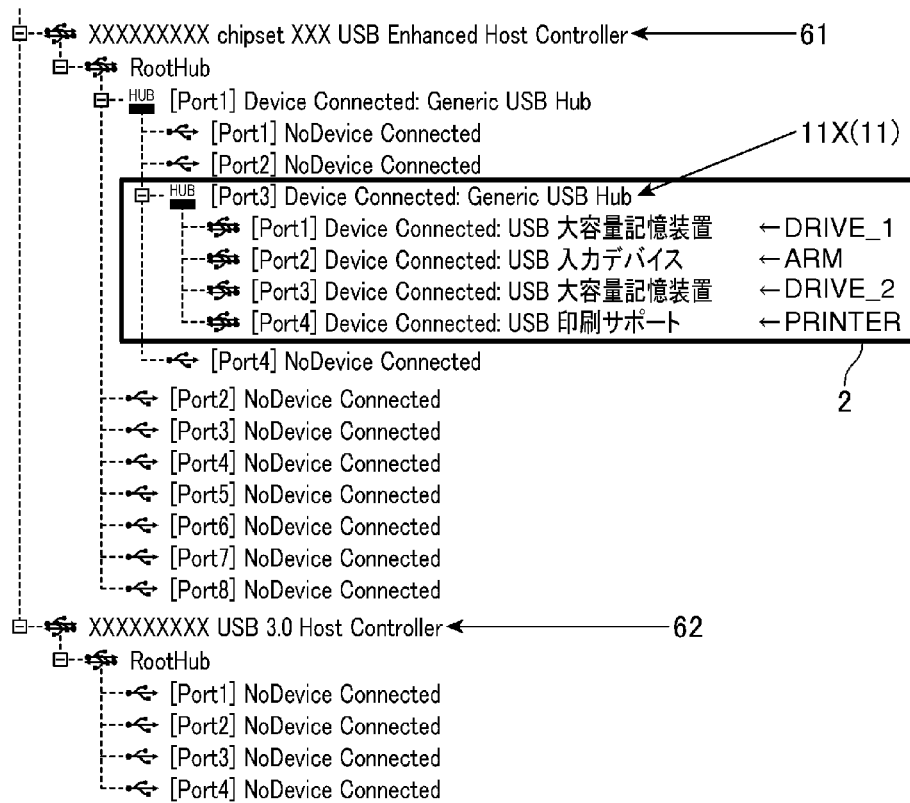 XXXXXXXXX chipset XXX USB Enhanced Host Controller 61
RootHub
HUB [Port1] Device Connected: Generic USB Hub
[Port1] NoDevice Connected 11X(11)
[Port2] NoDevice Connected
HUB [Port3] Device Connected: Generic USB Hub
[Port1] Device Connected: USB 大容量記憶装置 ←DRIVE_1
[Port2] Device Connected: USB 入力デバイス ←ARM
[Port3] Device Connected: USB 大容量記憶装置 ←DRIVE_2
[Port4] Device Connected: USB 印刷サポート ←PRINTER
[Port4] NoDevice Connected
[Port2] NoDevice Connected 2
[Port3] NoDevice Connected
[Port4] NoDevice Connected
[Port5] NoDevice Connected
[Port6] NoDevice Connected
[Port7] NoDevice Connected
[Port8] NoDevice Connected
XXXXXXXXX USB 3.0 Host Controller 62
RootHub
[Port1] NoDevice Connected
[Port2] NoDevice Connected
[Port3] NoDevice Connected
[Port4] NoDevice Connected